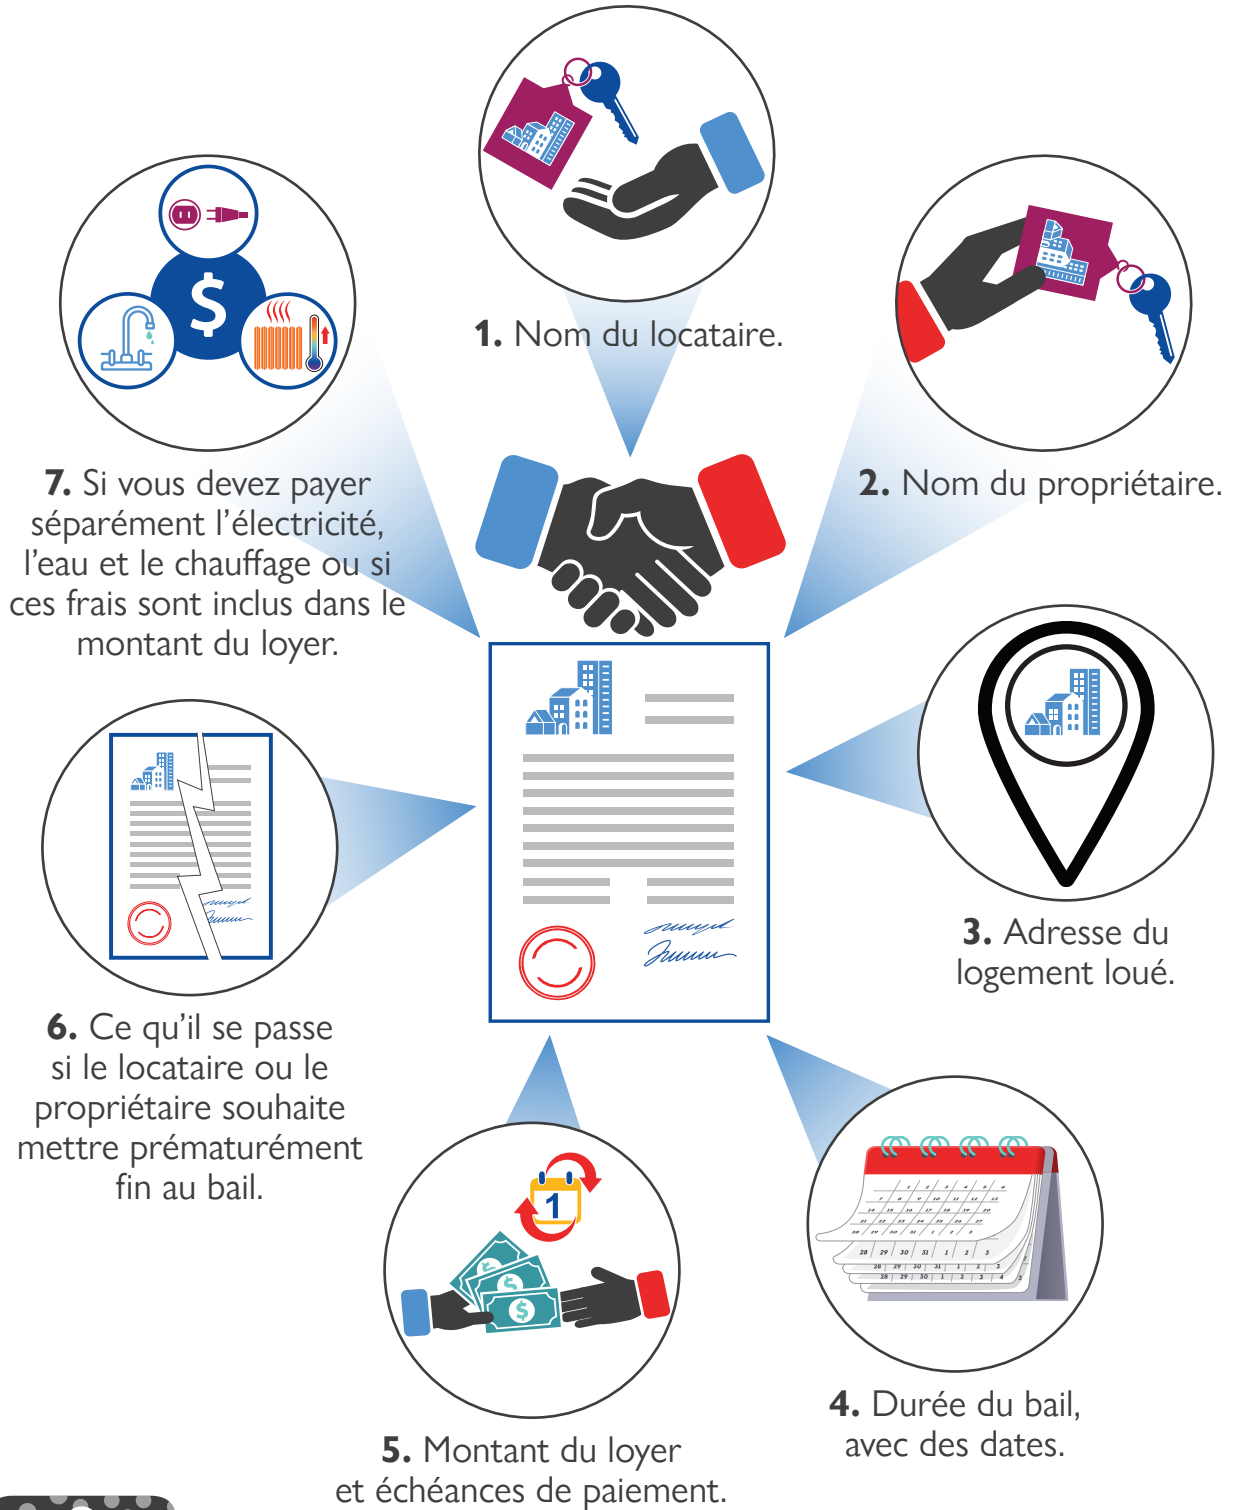 1. Nom du locataire.
2. Nom du propriétaire.
3. Adresse du
logement loué.
4. Durée du bail,
avec des dates.
5. Montant du loyer
et échéances de paiement.
6. Ce qu’il se passe
si le locataire ou le
propriétaire souhaite
mettre prématurément
fin au bail.
7. Si vous devez payer
séparément l’électricité,
l’eau et le chauffage ou si
ces frais sont inclus dans le
montant du loyer.
$
1